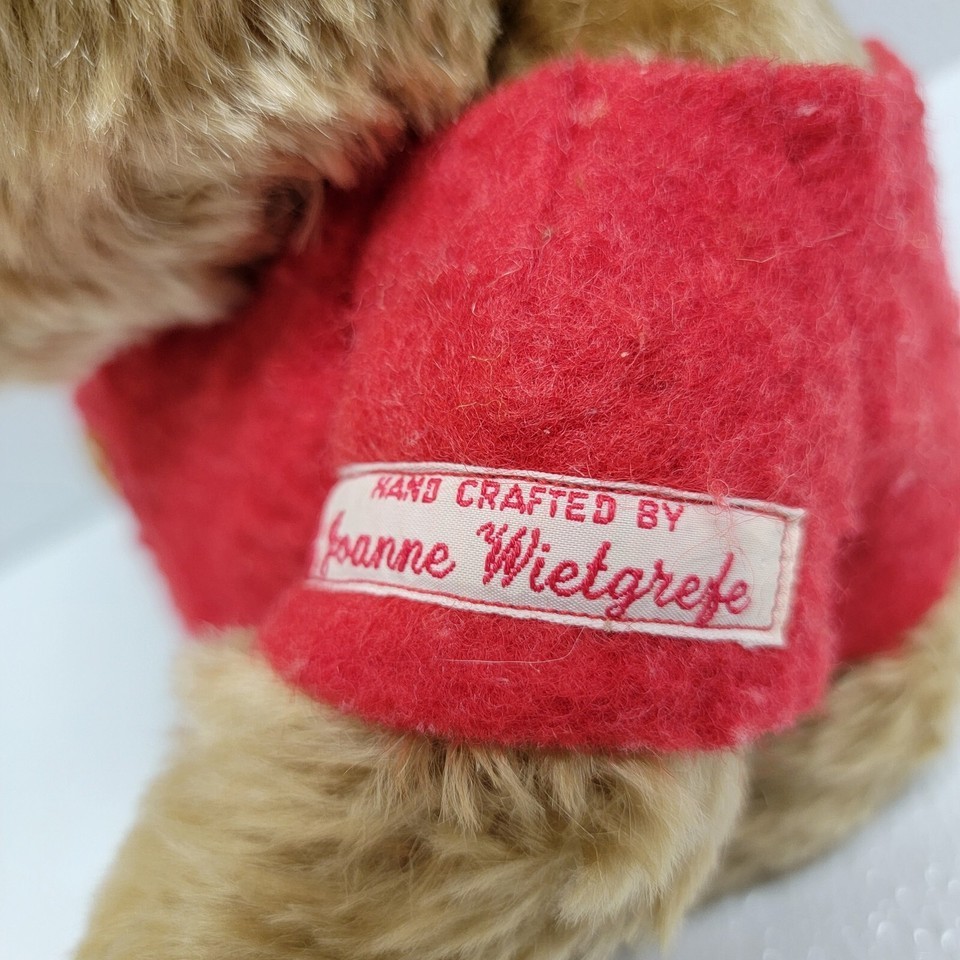 HAND CRAFTED BY
Joanne Wietgrefe